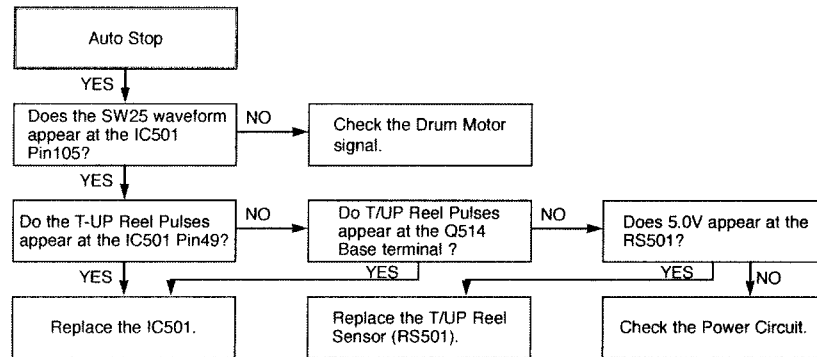 Auto Stop
YES
Does the SW25 waveform
appear at the IC501
Pin105?
NO
Check the Drum Motor
signal.
YES
Do the T-UP Reel Pulses
appear at the IC501 Pin49?
NO
Do T/UP Reel Pulses
appear at the Q514
Base terminal ?
NO
Does 5.0V appear at the
RS501?
YES
YES
YES
NO
Replace the IC501.
Replace the T/UP Reel
Sensor (RS501).
Check the Power Circuit.